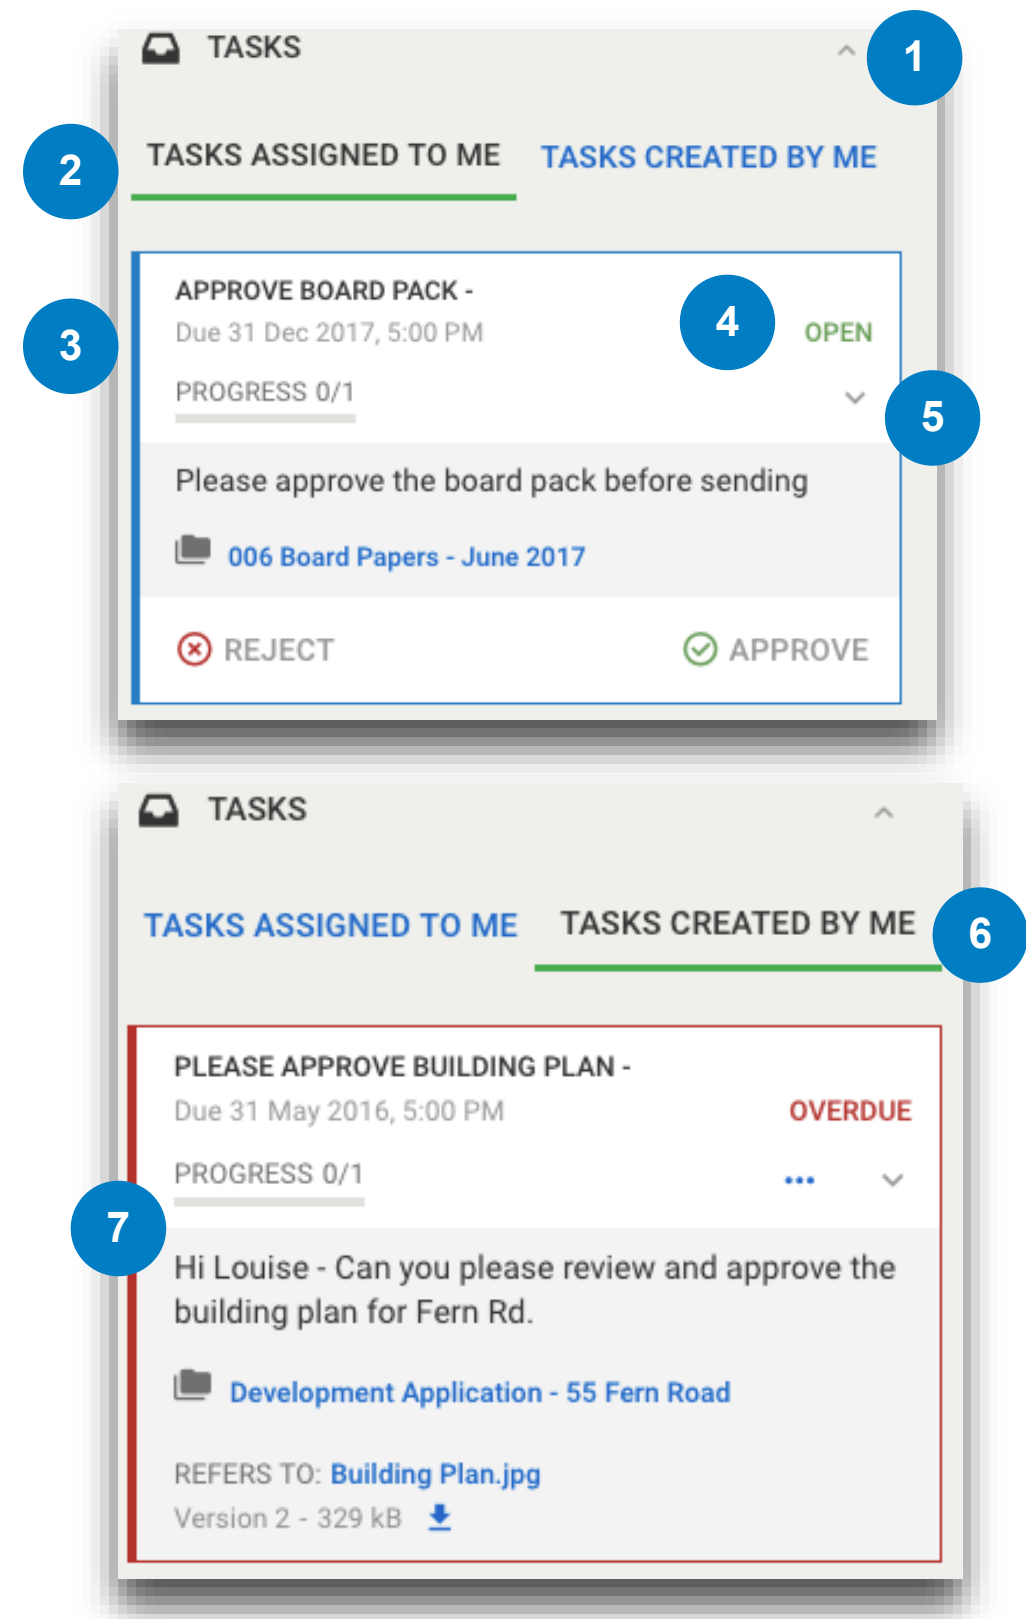 TASKS
1
2
TASKS ASSIGNED TO ME TASKS CREATED BY ME
APPROVE BOARD PACK -
3
Due 31 Dec 2017, 5:00 PM
4
OPEN
PROGRESS 0/1
5
Please approve the board pack before sending
006 Board Papers - June 2017
REJECT APPROVE
TASKS
TASKS ASSIGNED TO ME TASKS CREATED BY ME
6
PLEASE APPROVE BUILDING PLAN -
Due 31 May 2016, 5:00 PM OVERDUE
PROGRESS 0/1
7
Hi Louise - Can you please review and approve the
building plan for Fern Rd.
Development Application - 55 Fern Road
REFERS TO: Building Plan.jpg
Version 2 - 329 kB